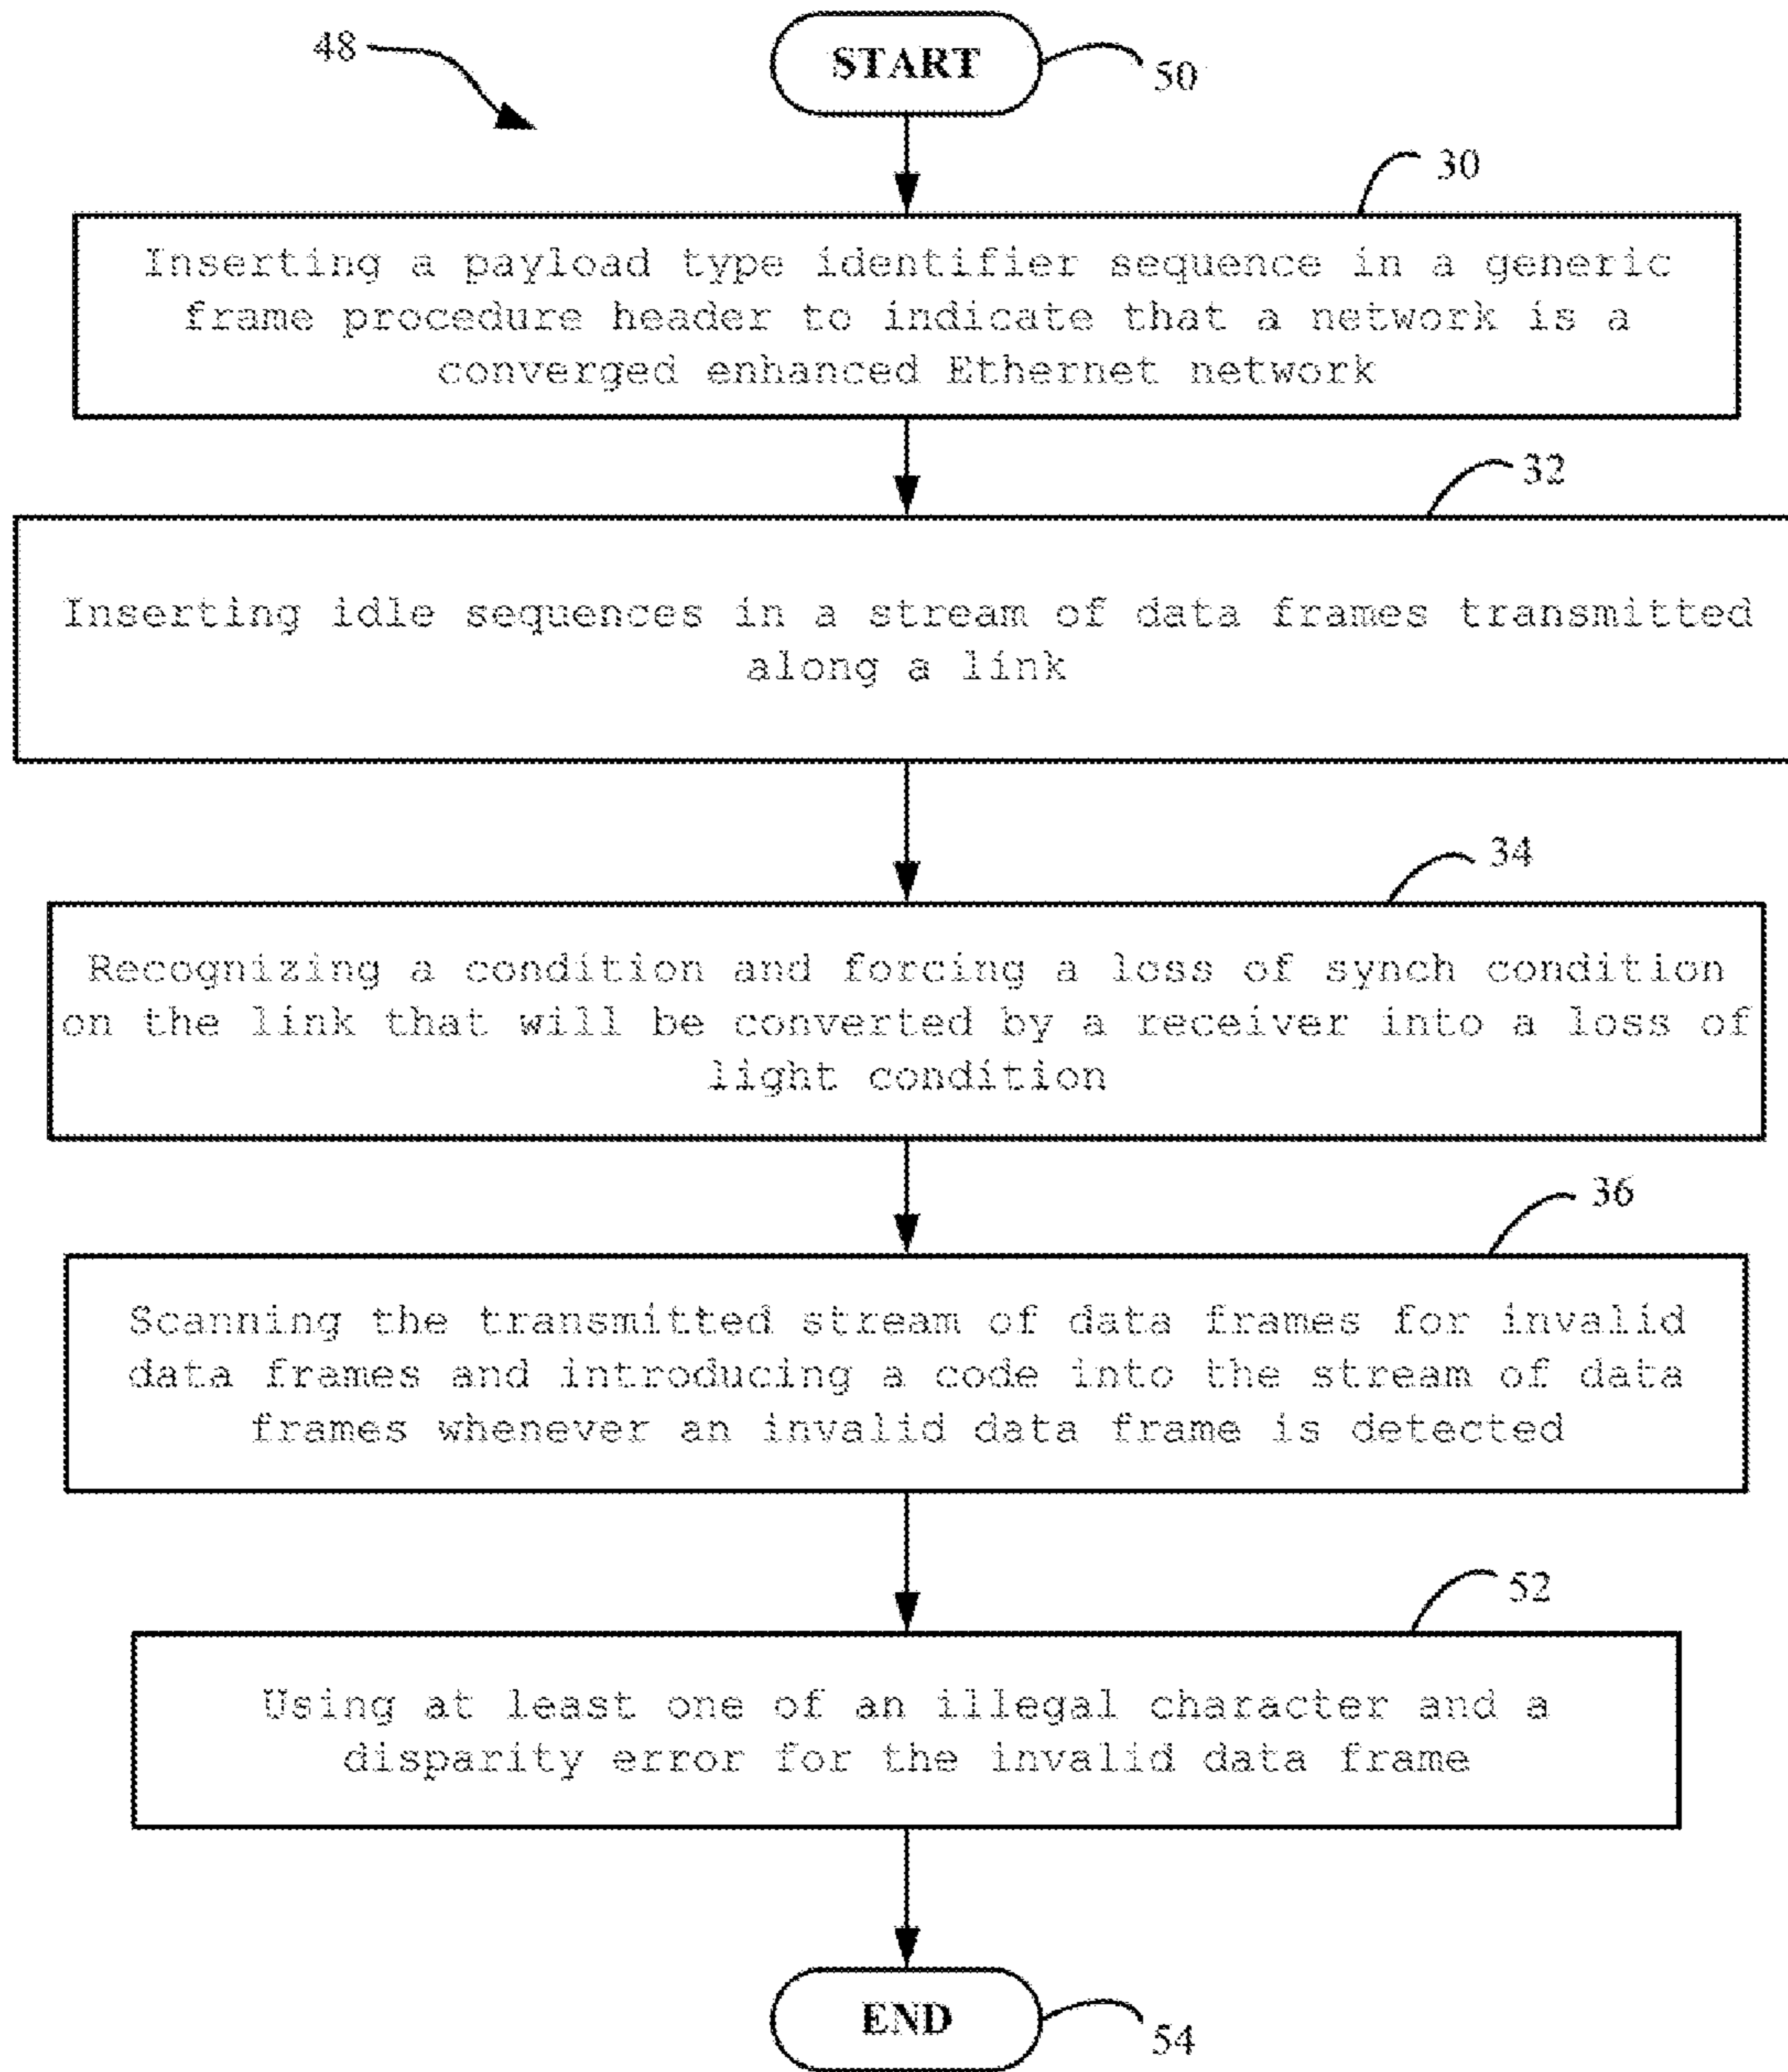 48
START
50
30
Inserting a payload type identifier sequence in a generic
frame procedure header to indicate that a network is a
converged enhanced Ethernet network
32
Inserting idle sequences in a stream of data frames transmitted
along a link
34
Recognizing a condition and forcing a loss of synch condition
on the link that will be converted by a receiver into a loss of
light condition
36
Scanning the transmitted stream of data frames for invalid
data frames and introducing a code into the stream of data
frames whenever an invalid data frame is detected
52
Using at least one of an illegal character and a
disparity error for the invalid data frame
END
54